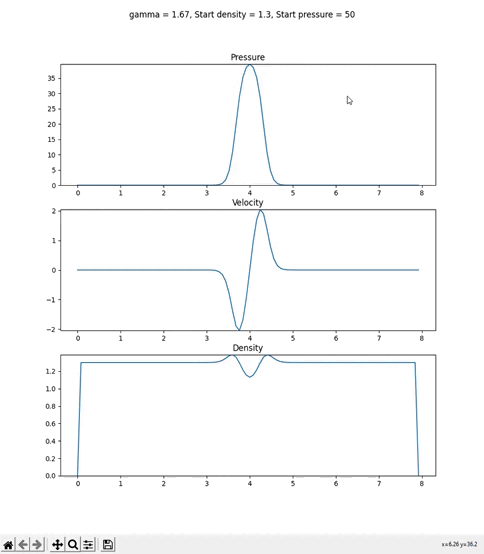 gamma = 1.67, Start density = 1.3, Start pressure = 50
Pressure
35
30
25
20
15
10
5
0
0 1 2 3 4 5 6 7 8
Velocity
2
1
0
−1
−2
0 1 2 3 4 5 6 7 8
Density
1.2
1.0
0.8
0.6
0.4
0.2
0.0
0 1 2 3 4 5 6 7 8
x=6.26 y=36.2